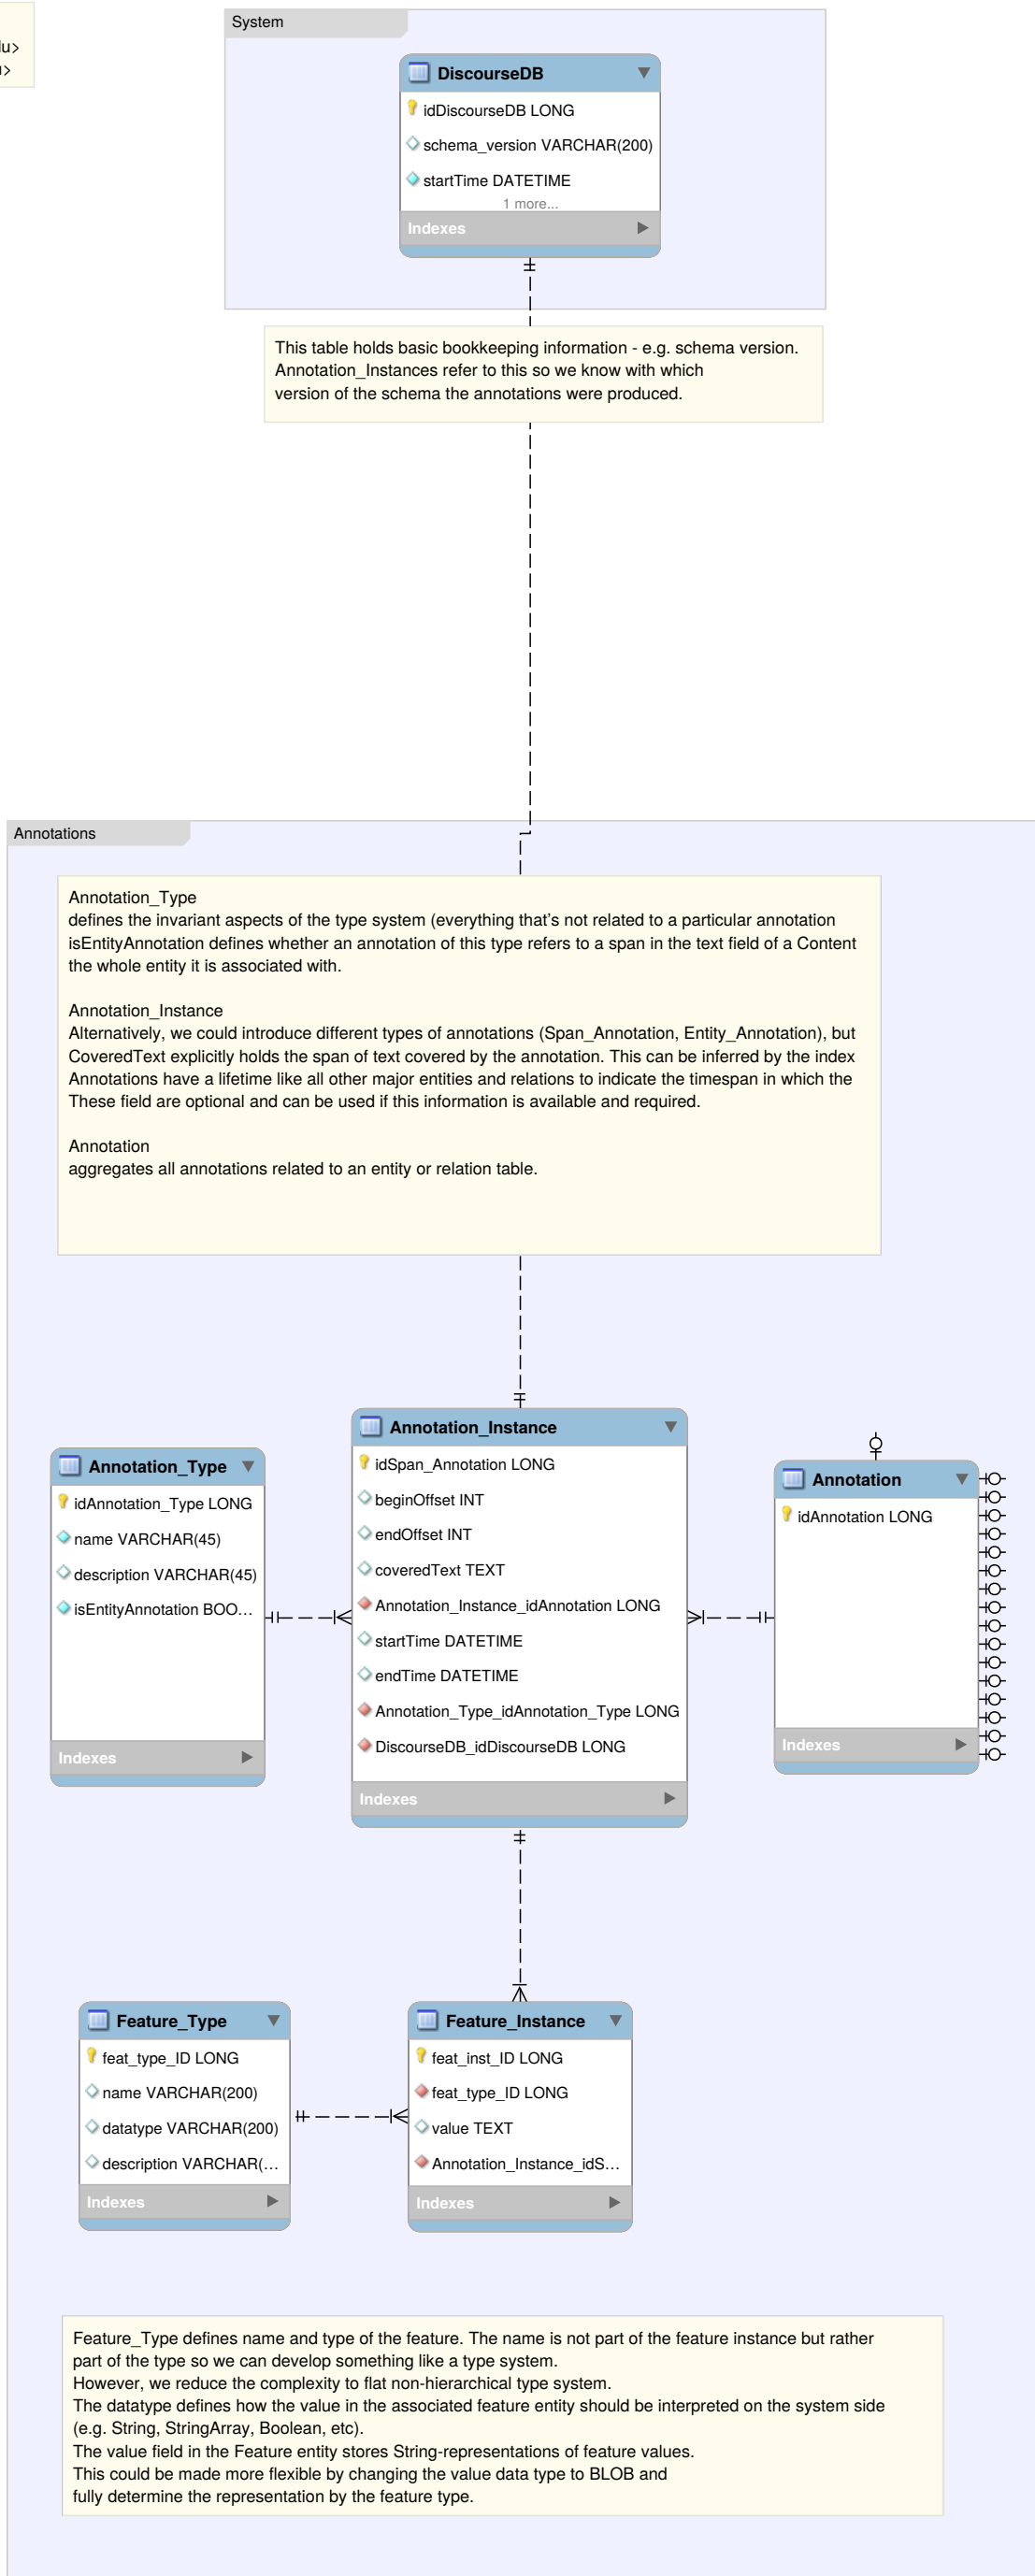 lu>
ı>
System
DiscourseDB
idDiscourseDB LONG
schema_version VARCHAR(200)
startTime DATETIME
1 more...
Indexes
This table holds basic bookkeeping information - e.g. schema version.
Annotation_Instances refer to this so we know with which
version of the schema the annotations were produced.
Annotations
Annotation_Type
defines the invariant aspects of the type system (everything that's not related to a particular annotation
isEntityAnnotation defines whether an annotation of this type refers to a span in the text field of a Content
the whole entity it is associated with.
Annotation_Instance
Alternatively, we could introduce different types of annotations (Span_Annotation, Entity_Annotation), but
CoveredText explicitly holds the span of text covered by the annotation. This can be inferred by the index
Annotations have a lifetime like all other major entities and relations to indicate the timespan in which the
These field are optional and can be used if this information is available and required.
Annotation
aggregates all annotations related to an entity or relation table.
Annotation_Type
idAnnotation_Type LONG
name VARCHAR(45)
description VARCHAR(45)
isEntityAnnotation BOO...
Indexes
Annotation_Instance
idSpan_Annotation LONG
beginOffset INT
endOffset INT
coveredText TEXT
Annotation_Instance_idAnnotation LONG
startTime DATETIME
endTime DATETIME
Annotation_Type_idAnnotation_Type LONG
DiscourseDB_idDiscourseDB LONG
Indexes
Annotation
idAnnotation LONG
Indexes
Feature_Type
feat_type_ID LONG
name VARCHAR(200)
datatype VARCHAR(200)
description VARCHAR(...
Indexes
Feature_Instance
feat_inst_ID LONG
feat_type_ID LONG
value TEXT
Annotation_Instance_idS...
Indexes
Feature_Type defines name and type of the feature. The name is not part of the feature instance but rather
part of the type so we can develop something like a type system.
However, we reduce the complexity to flat non-hierarchical type system.
The datatype defines how the value in the associated feature entity should be interpreted on the system side
(e.g. String, StringArray, Boolean, etc).
The value field in the Feature entity stores String-representations of feature values.
This could be made more flexible by changing the value data type to BLOB and
fully determine the representation by the feature type.